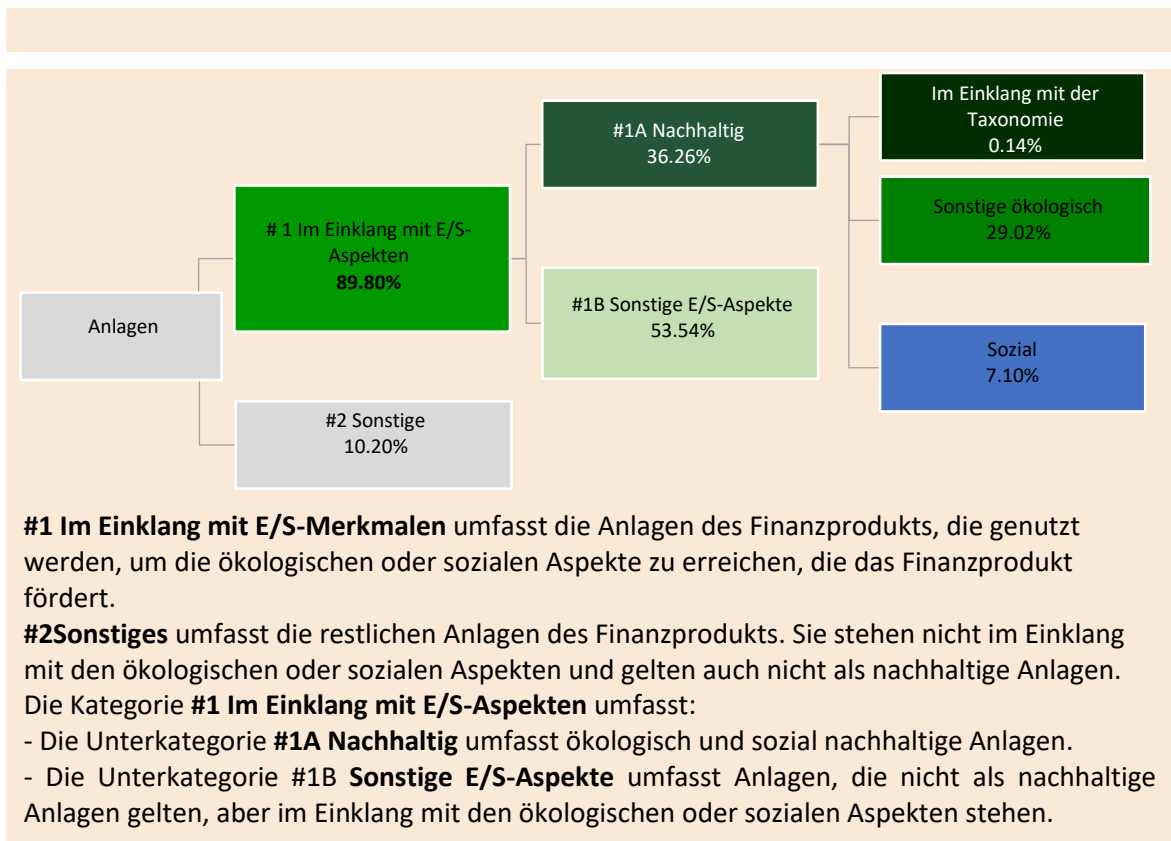 Anlagen
# 1 Im Einklang mit E/S-
Aspekten
89.80%
#2 Sonstige
10.20%
#1A Nachhaltig
36.26%
#1B Sonstige E/S-Aspekte
53.54%
Im Einklang mit der
Taxonomie
0.14%
Sonstige ökologisch
29.02%
Sozial
7.10%
#1 Im Einklang mit E/S-Merkmalen umfasst die Anlagen des Finanzprodukts, die genutzt
werden, um die ökologischen oder sozialen Aspekte zu erreichen, die das Finanzprodukt
fördert.
#2Sonstiges umfasst die restlichen Anlagen des Finanzprodukts. Sie stehen nicht im Einklang
mit den ökologischen oder sozialen Aspekten und gelten auch nicht als nachhaltige Anlagen.
Die Kategorie #1 Im Einklang mit E/S-Aspekten umfasst:
- Die Unterkategorie #1A Nachhaltig umfasst ökologisch und sozial nachhaltige Anlagen.
- Die Unterkategorie #1B Sonstige E/S-Aspekte umfasst Anlagen, die nicht als nachhaltige
Anlagen gelten, aber im Einklang mit den ökologischen oder sozialen Aspekten stehen.